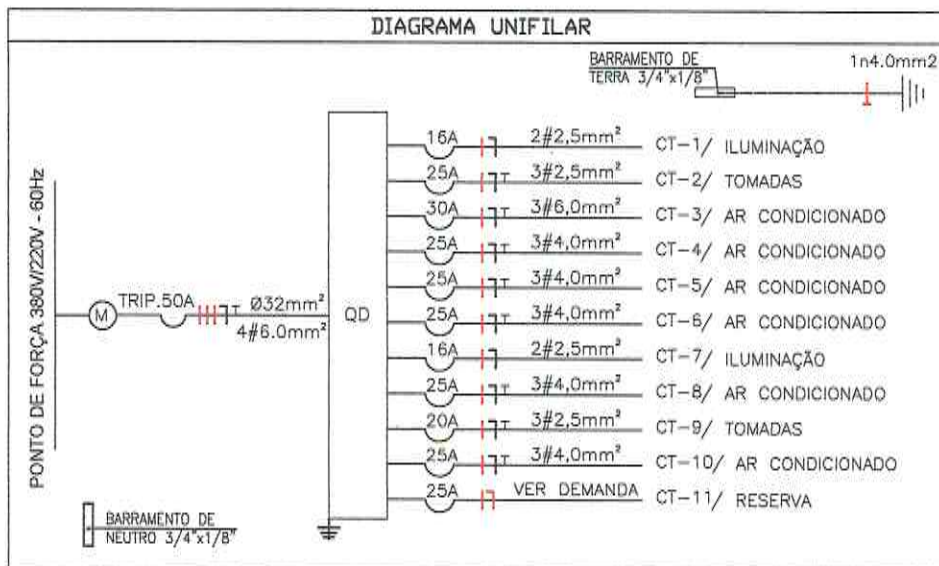 DIAGRAMA UNIFILAR
BARRAMENTO DE
TERRA 3/4"x1/8"
1n4.0mm2
PONTO DE FORÇA 380V/220V - 60Hz
M
TRIP.50A
T
Ø32mm²
4#6.0mm²
QD
16A 2#2,5mm² CT-1/ ILUMINAÇÃO
25A T 3#2,5mm² CT-2/ TOMADAS
30A T 3#6,0mm² CT-3/ AR CONDICIONADO
25A T 3#4,0mm² CT-4/ AR CONDICIONADO
25A T 3#4,0mm² CT-5/ AR CONDICIONADO
25A T 3#4,0mm² CT-6/ AR CONDICIONADO
16A 2#2,5mm² CT-7/ ILUMINAÇÃO
25A T 3#4,0mm² CT-8/ AR CONDICIONADO
20A T 3#2,5mm² CT-9/ TOMADAS
25A T 3#4,0mm² CT-10/ AR CONDICIONADO
25A VER DEMANDA CT-11/ RESERVA
BARRAMENTO DE
NEUTRO 3/4"x1/8"